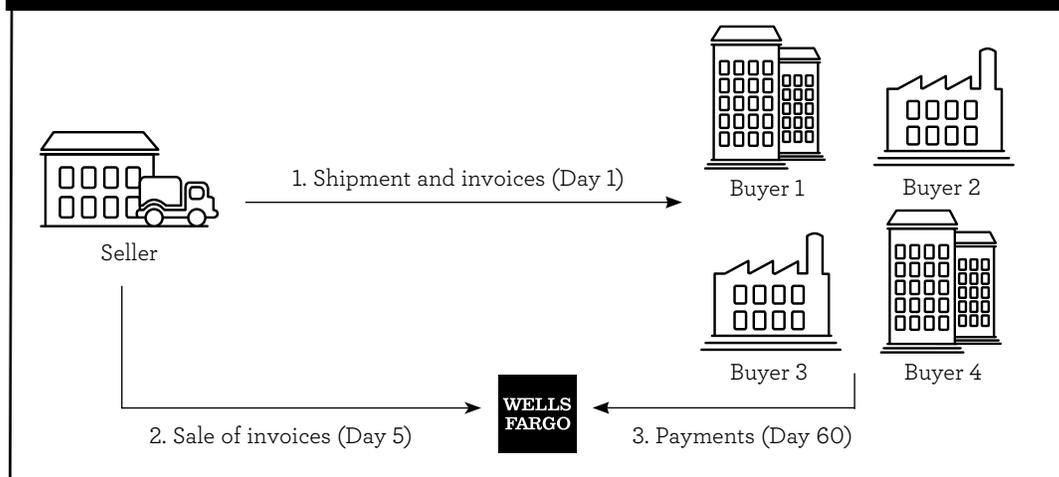 1. Shipment and invoices (Day 1)
Seller
Buyer 1
Buyer 2
Buyer 3
Buyer 4
WELLS
FARGO
2. Sale of invoices (Day 5)
3. Payments (Day 60)